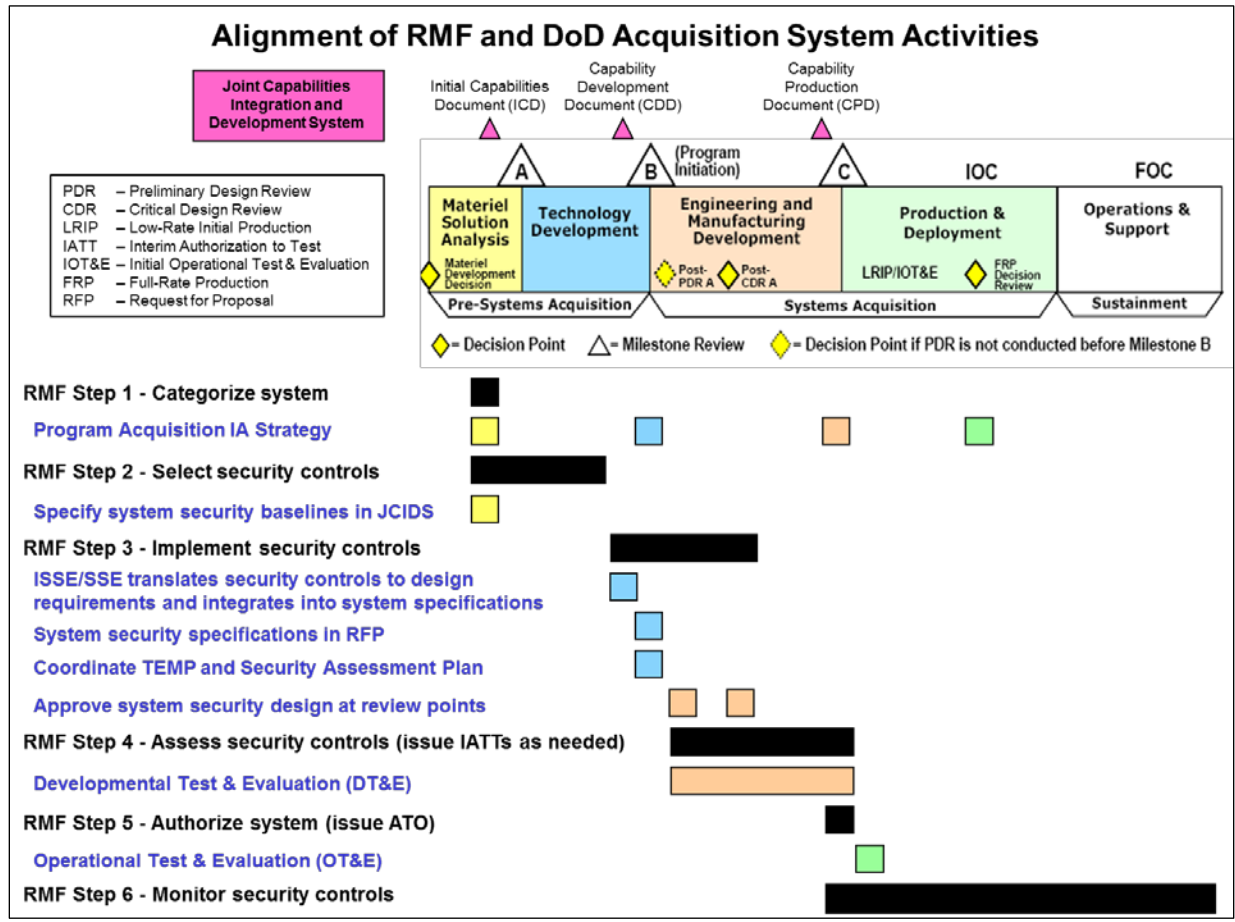 Alignment of RMF and DoD Acquisition System Activities
Joint Capabilities
Integration and
Development System
Initial Capabilities
Document (ICD)
Capability
Development
Document (CDD)
Capability
Production
Document (CPD)
PDR – Preliminary Design Review
CDR – Critical Design Review
LRIP – Low-Rate Initial Production
IATT – Interim Authorization to Test
IOT&E – Initial Operational Test & Evaluation
FRP – Full-Rate Production
RFP – Request for Proposal
A
B
(Program
Initiation)
C
IOC
FOC
Materiel
Solution
Analysis
Materiel
Development
Decision
Technology
Development
Engineering and
Manufacturing
Development
Post-
PDR A
Post-
CDR A
Production &
Deployment
LRIP/IOT&E
FRP
Decision
Review
Operations &
Support
Pre-Systems Acquisition
Systems Acquisition
Sustainment
= Decision Point
= Milestone Review
= Decision Point if PDR is not conducted before Milestone B
RMF Step 1 - Categorize system
Program Acquisition IA Strategy
RMF Step 2 - Select security controls
Specify system security baselines in JCIDS
RMF Step 3 - Implement security controls
ISSE/SSE translates security controls to design
requirements and integrates into system specifications
System security specifications in RFP
Coordinate TEMP and Security Assessment Plan
Approve system security design at review points
RMF Step 4 - Assess security controls (issue IATTs as needed)
Developmental Test & Evaluation (DT&E)
RMF Step 5 - Authorize system (issue ATO)
Operational Test & Evaluation (OT&E)
RMF Step 6 - Monitor security controls